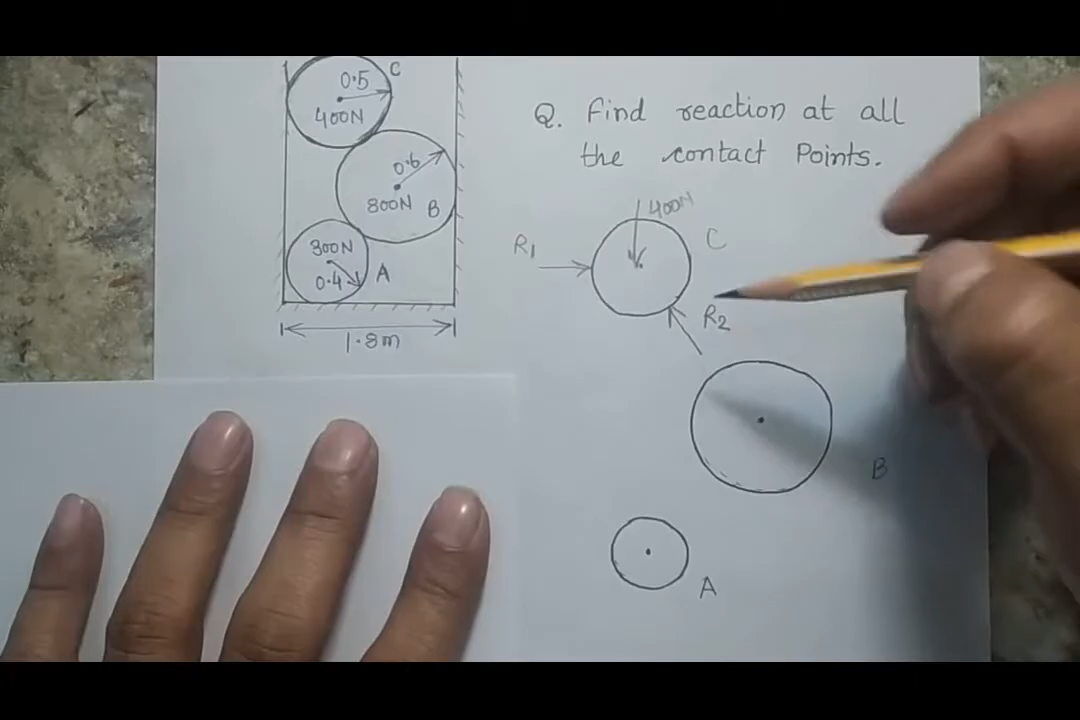 0.5
C
400N
0.6
800N B
300N
0.4
A
1.8m
Q. Find reaction at all
the contact Points.
400N
R1
C
R2
B
A